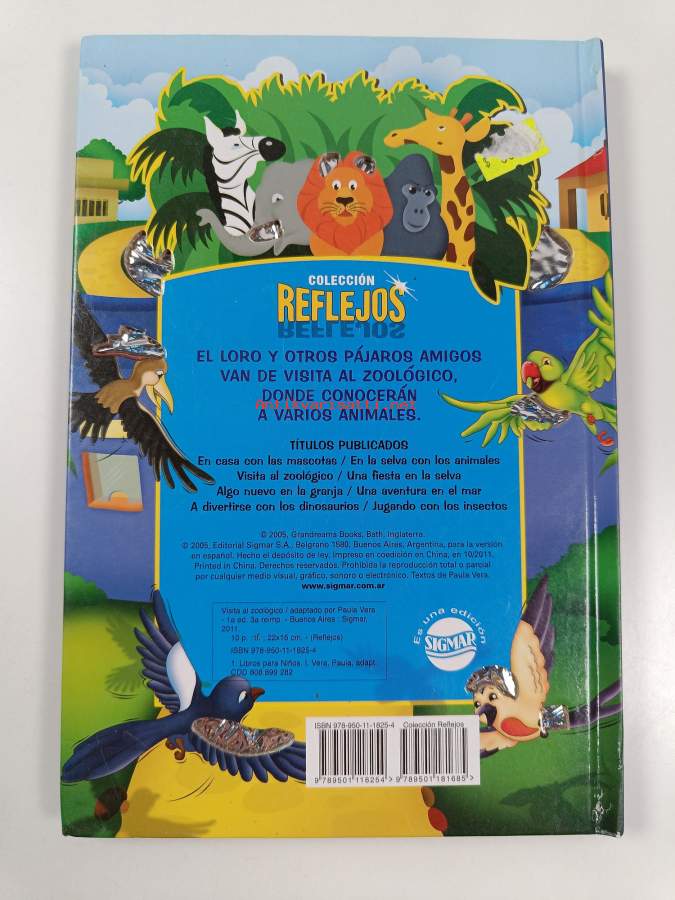 COLECCIÓN
REFLEJOS
EL LORO Y OTROS PÁJAROS AMIGOS
VAN DE VISITA AL ZOOLÓGICO,
DONDE CONOCERÁN
A VARIOS ANIMALES.
TÍTULOS PUBLICADOS
En casa con las mascotas / En la selva con los animales
Visita al zoológico / Una fiesta en la selva
Algo nuevo en la granja / Una aventura en el mar
A divertirse con los dinosaurios / Jugando con los insectos
© 2005, Grandreams Books, Bath, Inglaterra.
© 2005, Editorial Sigmar S.A., Belgrano 1580, Buenos Aires, Argentina, para la versión
en español. Hecho el depósito de ley. Impreso en coedición en China, en 10/2011.
Printed in China. Derechos reservados. Prohibida la reproducción total o parcial
por cualquier medio visual, gráfico, sonoro o electrónico. Textos de Paula Vera.
www.sigmar.com.ar
Visita al zoológico / adaptado por Paula Vera
- 1a ed. 3a reimp. - Buenos Aires : Sigmar,
2011.
10 p. : il. ; 22x15 cm. - (Reflejos)
ISBN 978-950-11-1825-4
1. Libros para Niños. I. Vera, Paula, adapt.
CDD 808.899 282
Es una edición
SIGMAR
ISBN 978-950-11-1825-4 Colección Reflejos
9789501118254 9789501181685